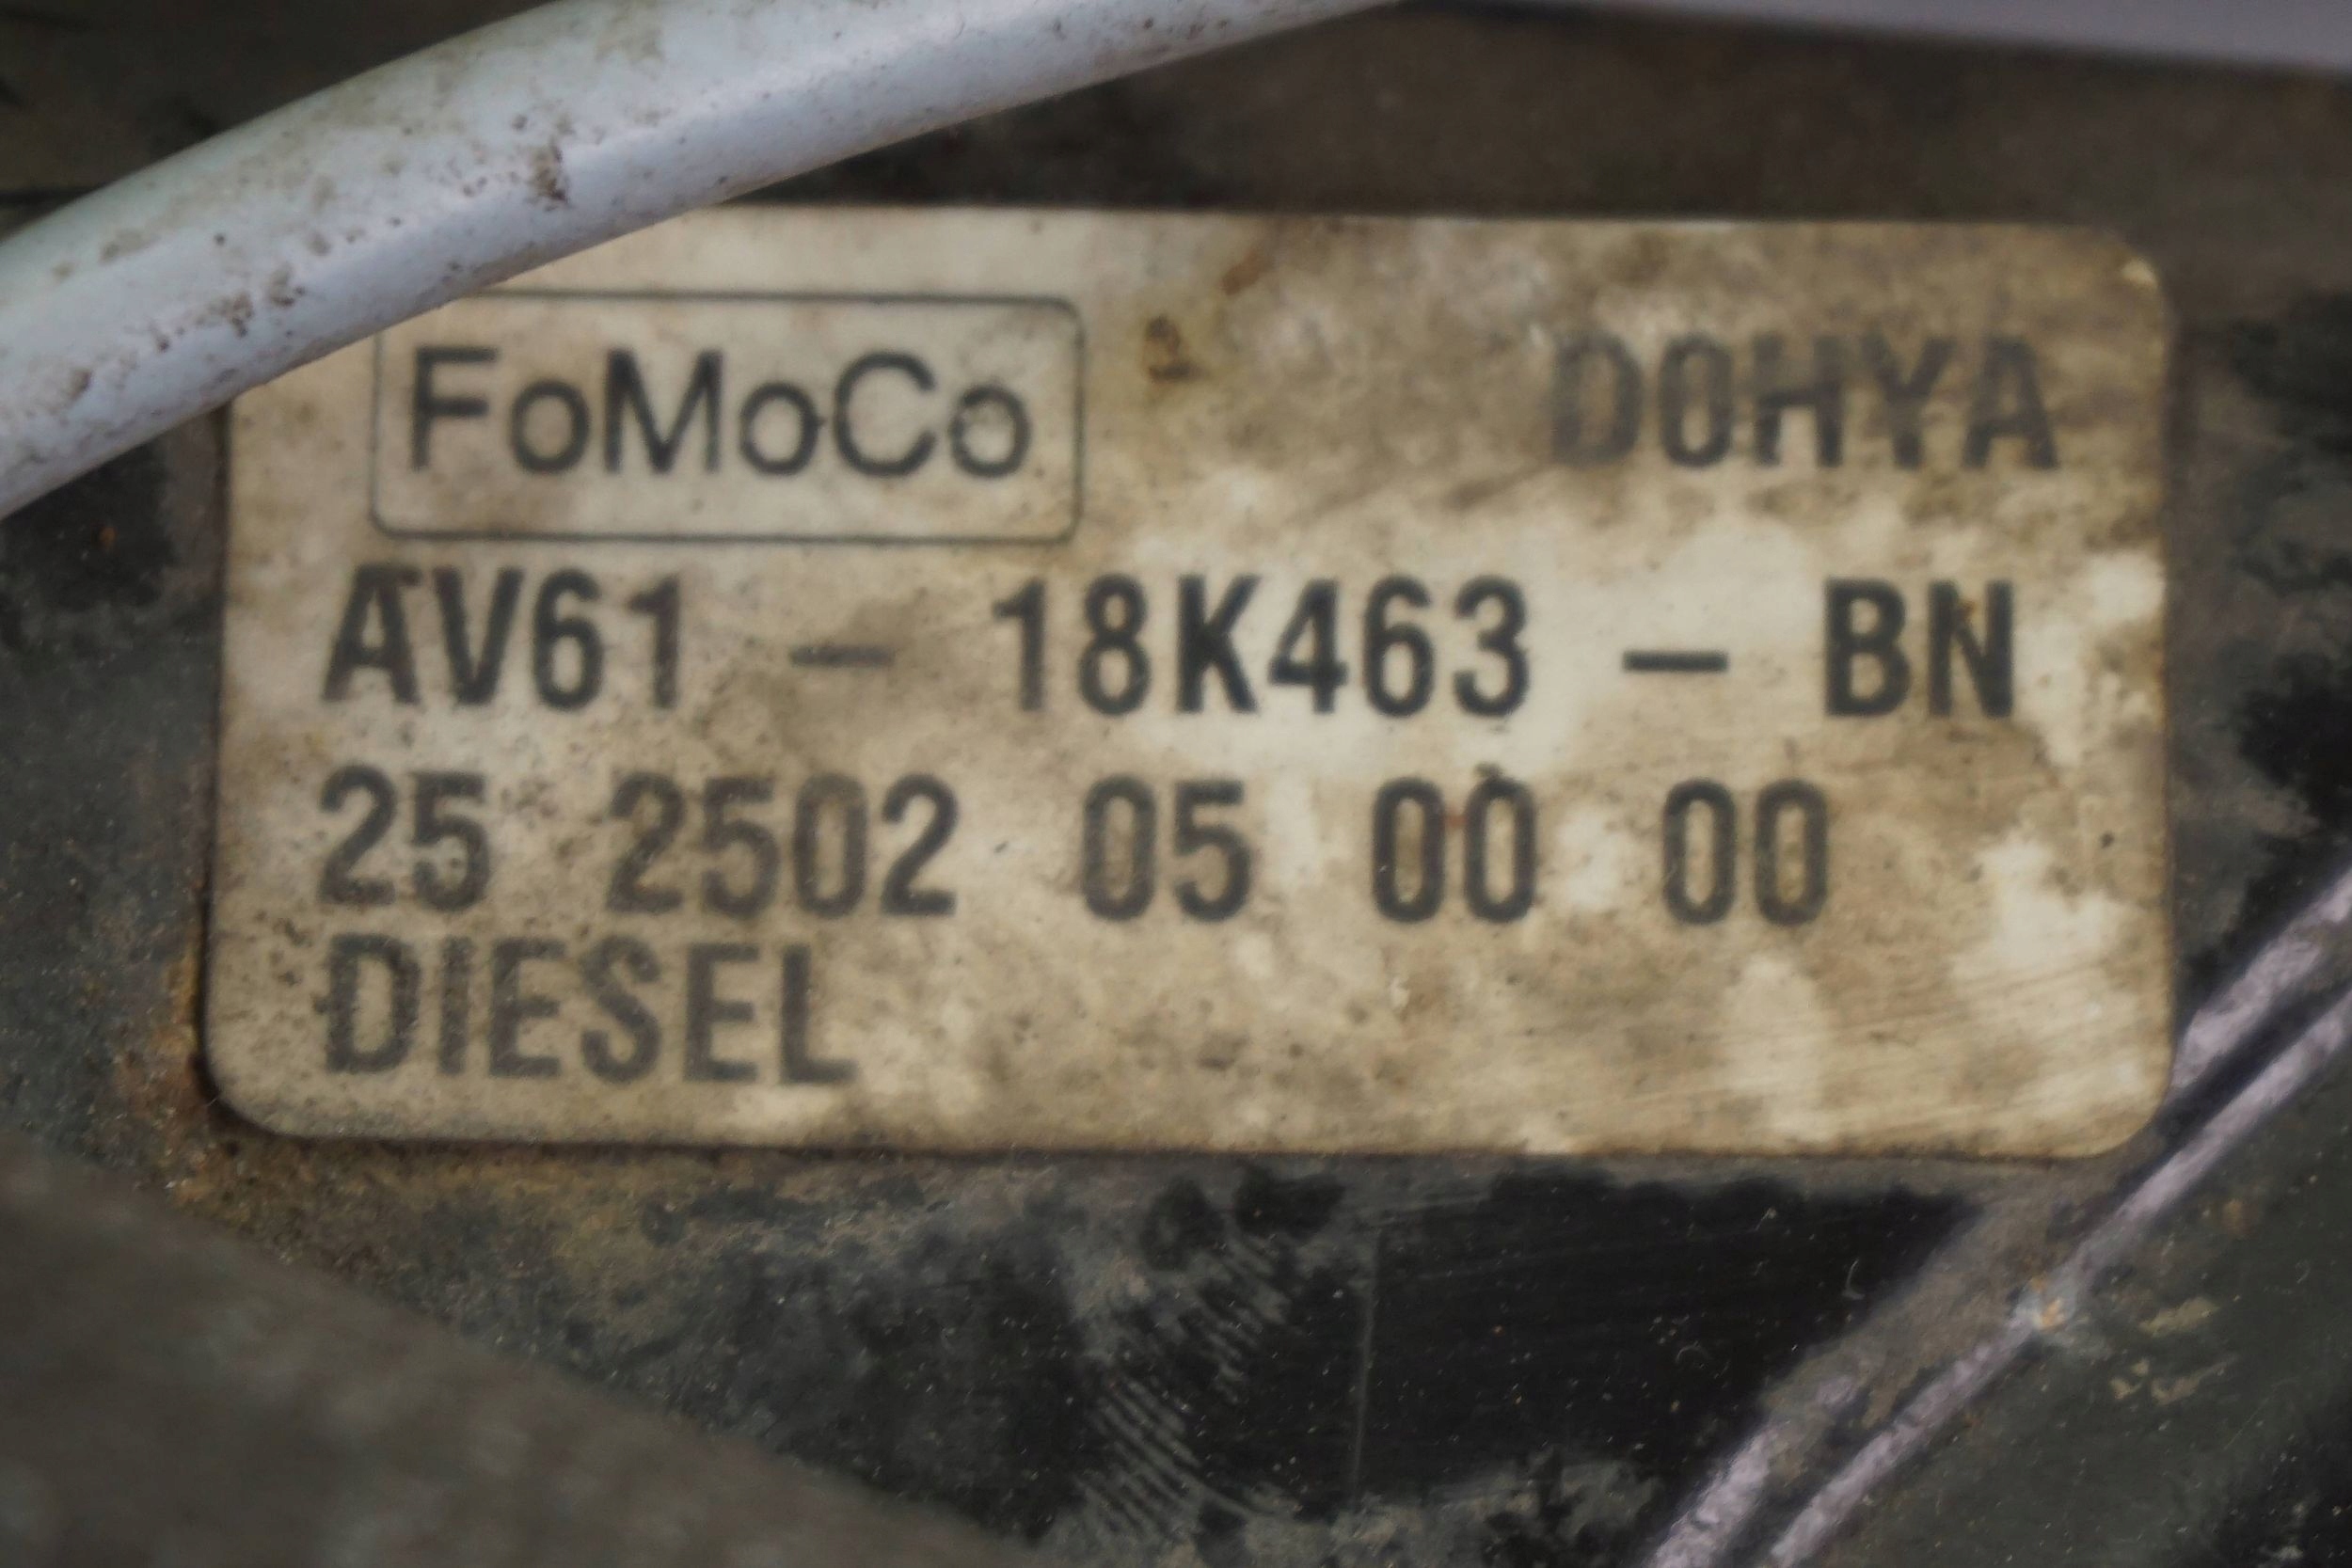 FoMoCo D0HYA
AV61 - 18K463 - BN
25 2502 05 00 00
DIESEL